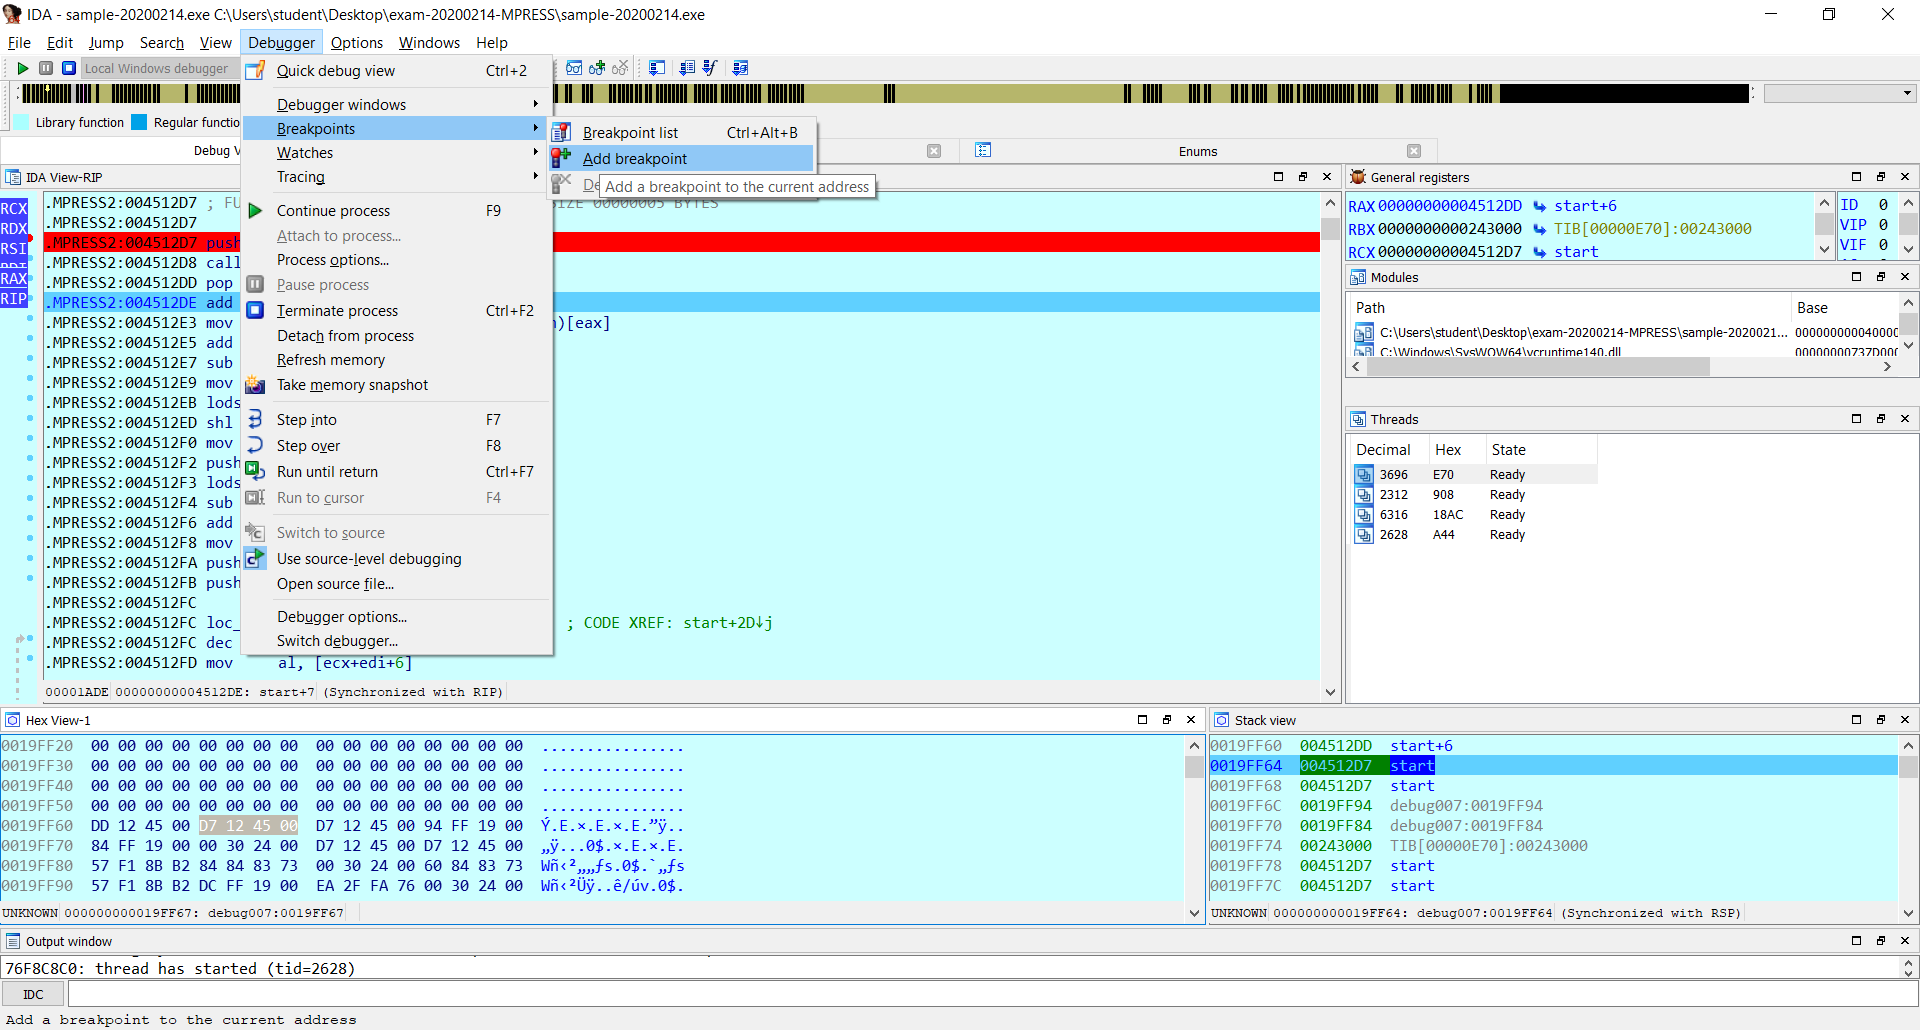 IDA - sample-20200214.exe C:\Users\student\Desktop\exam-20200214-MPRESS\sample-20200214.exe
File Edit Jump Search View Debugger Options Windows Help
Local Windows debugger
Library function Regular functio
Debug V
Enums
Quick debug view Ctrl+2
Debugger windows
Breakpoints
Watches
Tracing
Continue process F9
Attach to process...
Process options...
Pause process
Terminate process Ctrl+F2
Detach from process
Refresh memory
Take memory snapshot
Step into F7
Step over F8
Run until return Ctrl+F7
Run to cursor F4
Switch to source
Use source-level debugging
Open source file...
Debugger options...
Switch debugger...
Breakpoint list Ctrl+Alt+B
Add breakpoint
De
Add a breakpoint to the current address
IDA View-RIP
RCX
RDX
RSI
RAX
RIP
.MPRESS2:004512D7 ; FU SIZE 00000005 BYTES
.MPRESS2:004512D7
.MPRESS2:004512D7 push
.MPRESS2:004512D8 call
.MPRESS2:004512DD pop
.MPRESS2:004512DE add
.MPRESS2:004512E3 mov )[eax]
.MPRESS2:004512E5 add
.MPRESS2:004512E7 sub
.MPRESS2:004512E9 mov
.MPRESS2:004512EB lods
.MPRESS2:004512ED shl
.MPRESS2:004512F0 mov
.MPRESS2:004512F2 push
.MPRESS2:004512F3 lods
.MPRESS2:004512F4 sub
.MPRESS2:004512F6 add
.MPRESS2:004512F8 mov
.MPRESS2:004512FA push
.MPRESS2:004512FB push
.MPRESS2:004512FC
.MPRESS2:004512FC loc_ ; CODE XREF: start+2D↓j
.MPRESS2:004512FC dec
.MPRESS2:004512FD mov al, [ecx+edi+6]
00001ADE 00000000004512DE: start+7 (Synchronized with RIP)
General registers
RAX 00000000004512DD start+6
RBX 0000000000243000 TIB[00000E70]:00243000
RCX 00000000004512D7 start
ID 0
VIP 0
VIF 0
Modules
Path Base
C:\Users\student\Desktop\exam-20200214-MPRESS\sample-2020021... 000000000040000
C:\Windows\SysWOW64\vcruntime140.dll 00000000737D000
Threads
Decimal Hex State
3696 E70 Ready
2312 908 Ready
6316 18AC Ready
2628 A44 Ready
Hex View-1
0019FF20 00 00 00 00 00 00 00 00 00 00 00 00 00 00 00 00 ................
0019FF30 00 00 00 00 00 00 00 00 00 00 00 00 00 00 00 00 ................
0019FF40 00 00 00 00 00 00 00 00 00 00 00 00 00 00 00 00 ................
0019FF50 00 00 00 00 00 00 00 00 00 00 00 00 00 00 00 00 ................
0019FF60 DD 12 45 00 D7 12 45 00 D7 12 45 00 94 FF 19 00 Ý.E.×.E.×.E.”ÿ..
0019FF70 84 FF 19 00 00 30 24 00 D7 12 45 00 D7 12 45 00 „ÿ...0$.×.E.×.E.
0019FF80 57 F1 8B B2 84 84 83 73 00 30 24 00 60 84 83 73 Wñ‹²„„ƒs.0$.`„ƒs
0019FF90 57 F1 8B B2 DC FF 19 00 EA 2F FA 76 00 30 24 00 Wñ‹²Üÿ..ê/úv.0$.
UNKNOWN 000000000019FF67: debug007:0019FF67
Stack view
0019FF60 004512DD start+6
0019FF64 004512D7 start
0019FF68 004512D7 start
0019FF6C 0019FF94 debug007:0019FF94
0019FF70 0019FF84 debug007:0019FF84
0019FF74 00243000 TIB[00000E70]:00243000
0019FF78 004512D7 start
0019FF7C 004512D7 start
UNKNOWN 000000000019FF64: debug007:0019FF64 (Synchronized with RSP)
Output window
76F8C8C0: thread has started (tid=2628)
IDC
Add a breakpoint to the current address